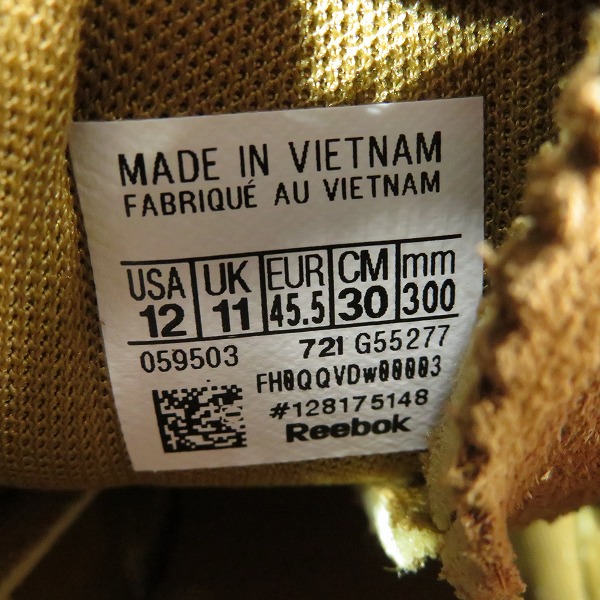 MADE IN VIETNAM
FABRIQUÉ AU VIETNAM
USA UK EUR CM mm
12 11 45.5 30 300
059503 721 G55277
FH0QQVDw00003
#128175148
Reebok